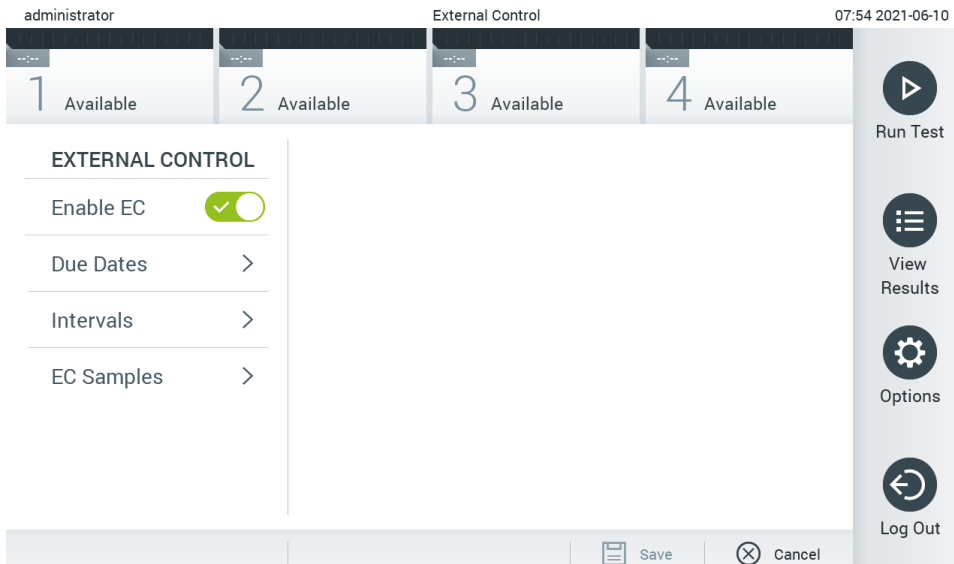 administrator External Control 07:54 2021-06-10
--:-- --:-- --:-- --:--
1 Available 2 Available 3 Available 4 Available
Run Test
EXTERNAL CONTROL
Enable EC
Due Dates
View
Results
Intervals
EC Samples
Options
Log Out
Save Cancel